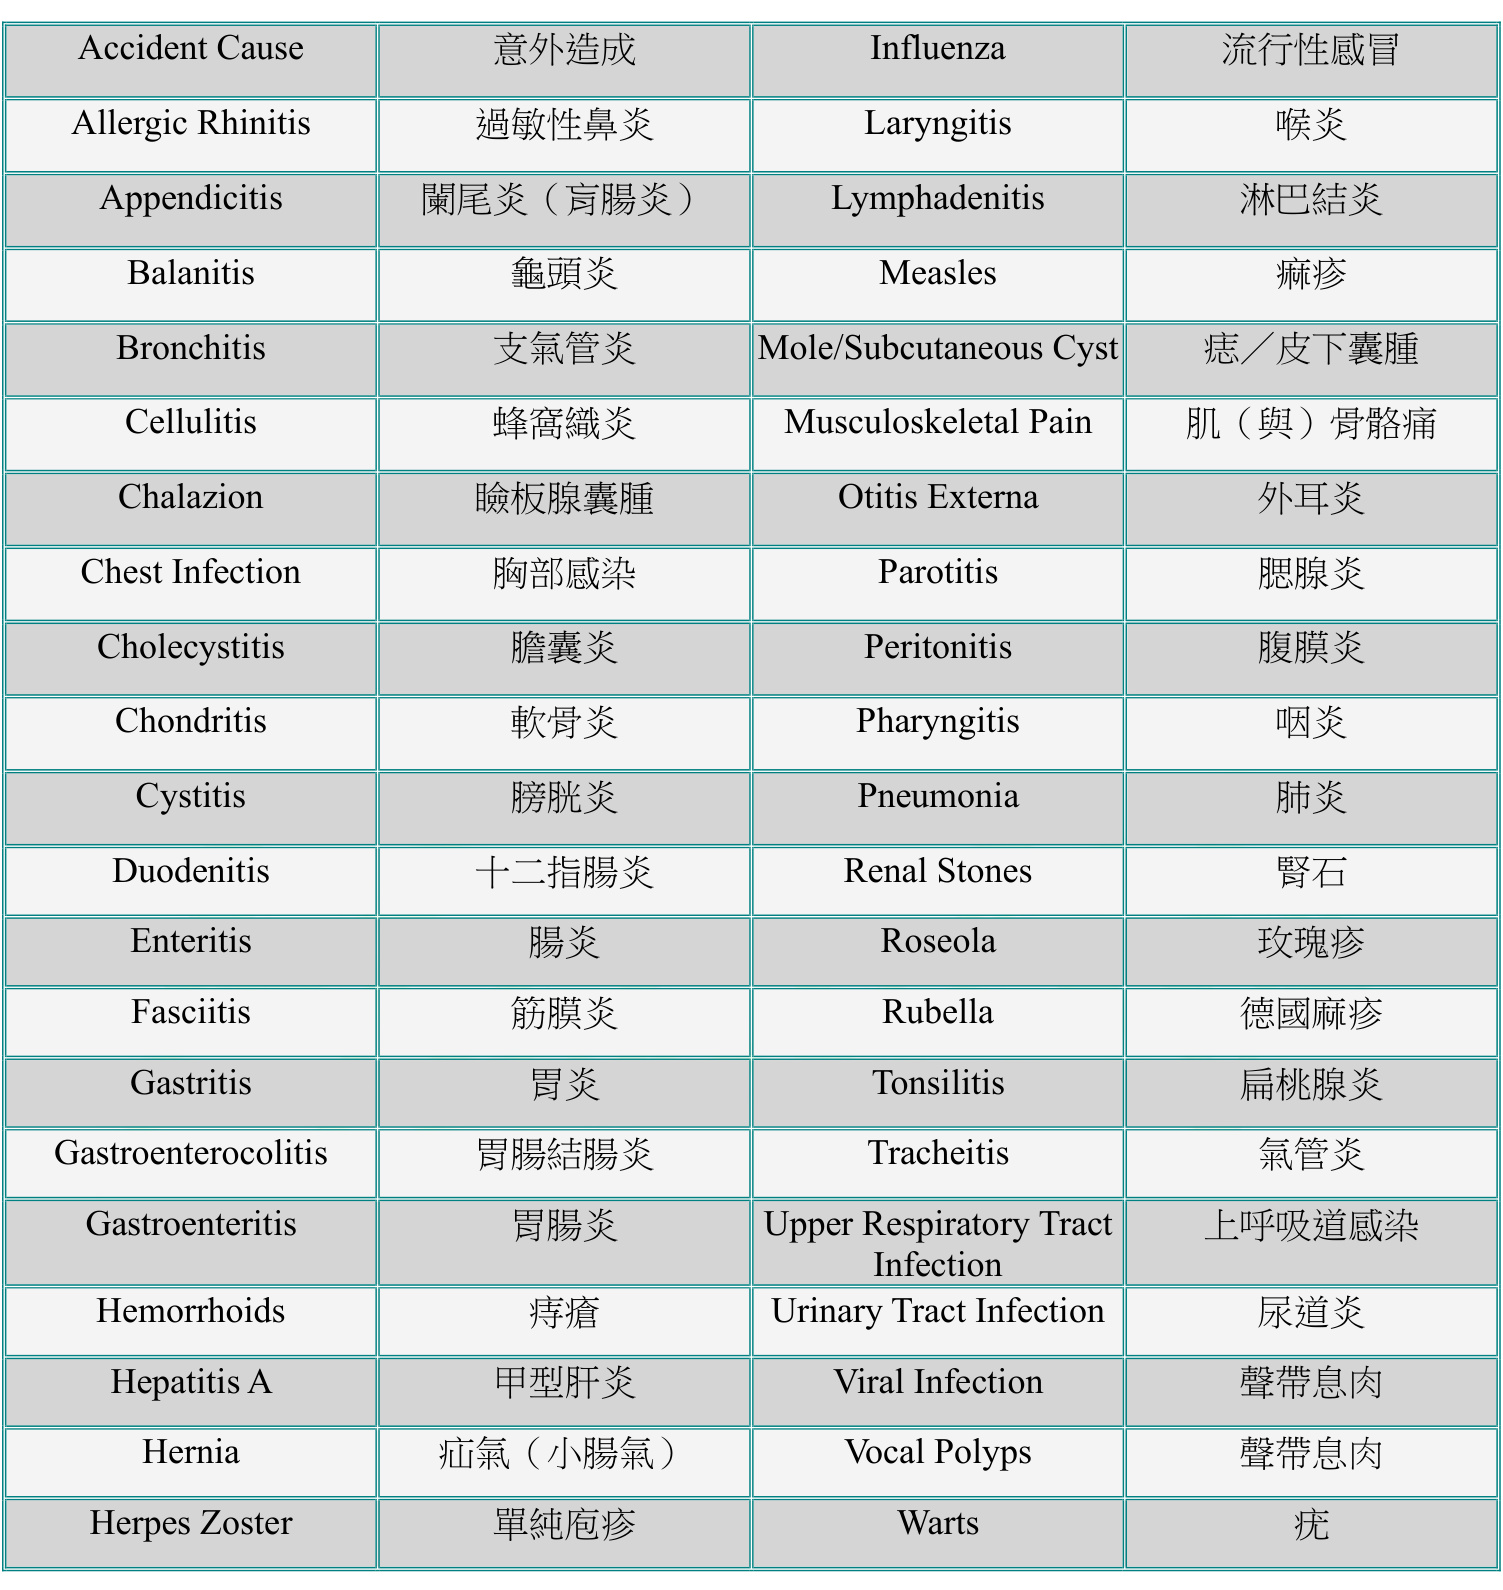 Accident Cause 意外造成 Influenza 流行性感冒
Allergic Rhinitis 過敏性鼻炎 Laryngitis 喉炎
Appendicitis 闌尾炎（肓腸炎） Lymphadenitis 淋巴結炎
Balanitis 龜頭炎 Measles 痲疹
Bronchitis 支氣管炎 Mole/Subcutaneous Cyst 痣／皮下囊腫
Cellulitis 蜂窩織炎 Musculoskeletal Pain 肌（與）骨骼痛
Chalazion 瞼板腺囊腫 Otitis Externa 外耳炎
Chest Infection 胸部感染 Parotitis 腮腺炎
Cholecystitis 膽囊炎 Peritonitis 腹膜炎
Chondritis 軟骨炎 Pharyngitis 咽炎
Cystitis 膀胱炎 Pneumonia 肺炎
Duodenitis 十二指腸炎 Renal Stones 腎石
Enteritis 腸炎 Roseola 玫瑰疹
Fasciitis 筋膜炎 Rubella 德國麻疹
Gastritis 胃炎 Tonsilitis 扁桃腺炎
Gastroenterocolitis 胃腸結腸炎 Tracheitis 氣管炎
Gastroenteritis 胃腸炎 Upper Respiratory Tract 上呼吸道感染
Infection
Hemorrhoids 痔瘡 Urinary Tract Infection 尿道炎
Hepatitis A 甲型肝炎 Viral Infection 聲帶息肉
Hernia 疝氣（小腸氣） Vocal Polyps 聲帶息肉
Herpes Zoster 單純庖疹 Warts 疣